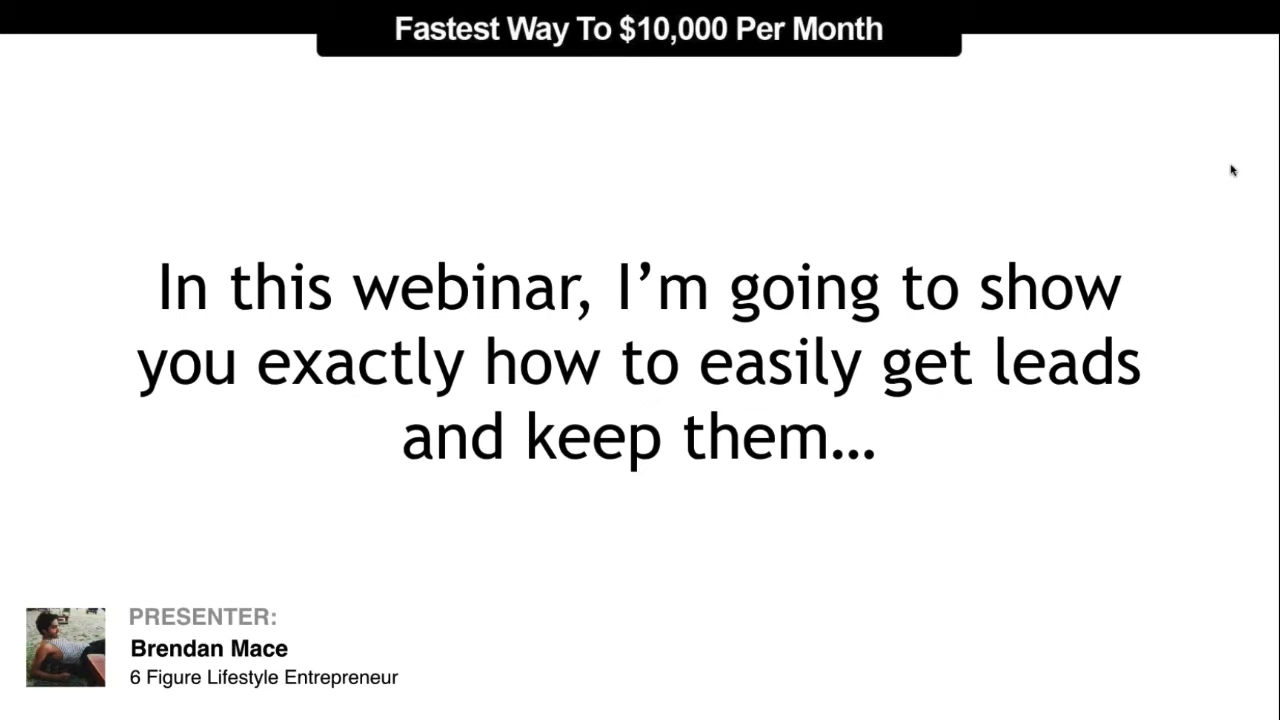 Fastest Way To $10,000 Per Month
In this webinar, I’m going to show
you exactly how to easily get leads
and keep them…
PRESENTER:
Brendan Mace
6 Figure Lifestyle Entrepreneur